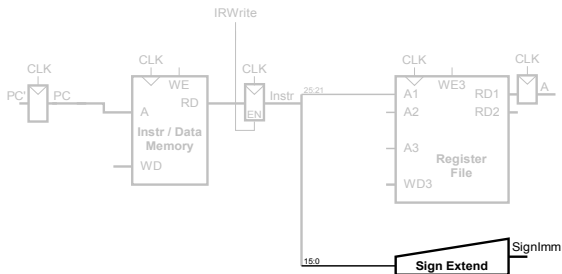 IRWrite
CLK
CLK
CLK
CLK
CLK
PC'
PC
WE
A
RD
Instr / Data
Memory
WD
EN
Instr
25:21
A1
A2
A3
WD3
WE3
RD1
RD2
Register
File
A
15:0
Sign Extend
SignImm